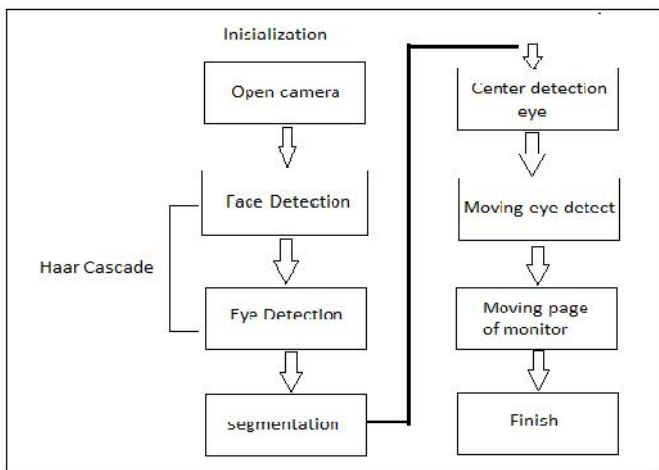 Inisialization
Open camera
Face Detection
Haar Cascade
Eye Detection
segmentation
Center detection
eye
Moving eye detect
Moving page
of monitor
Finish